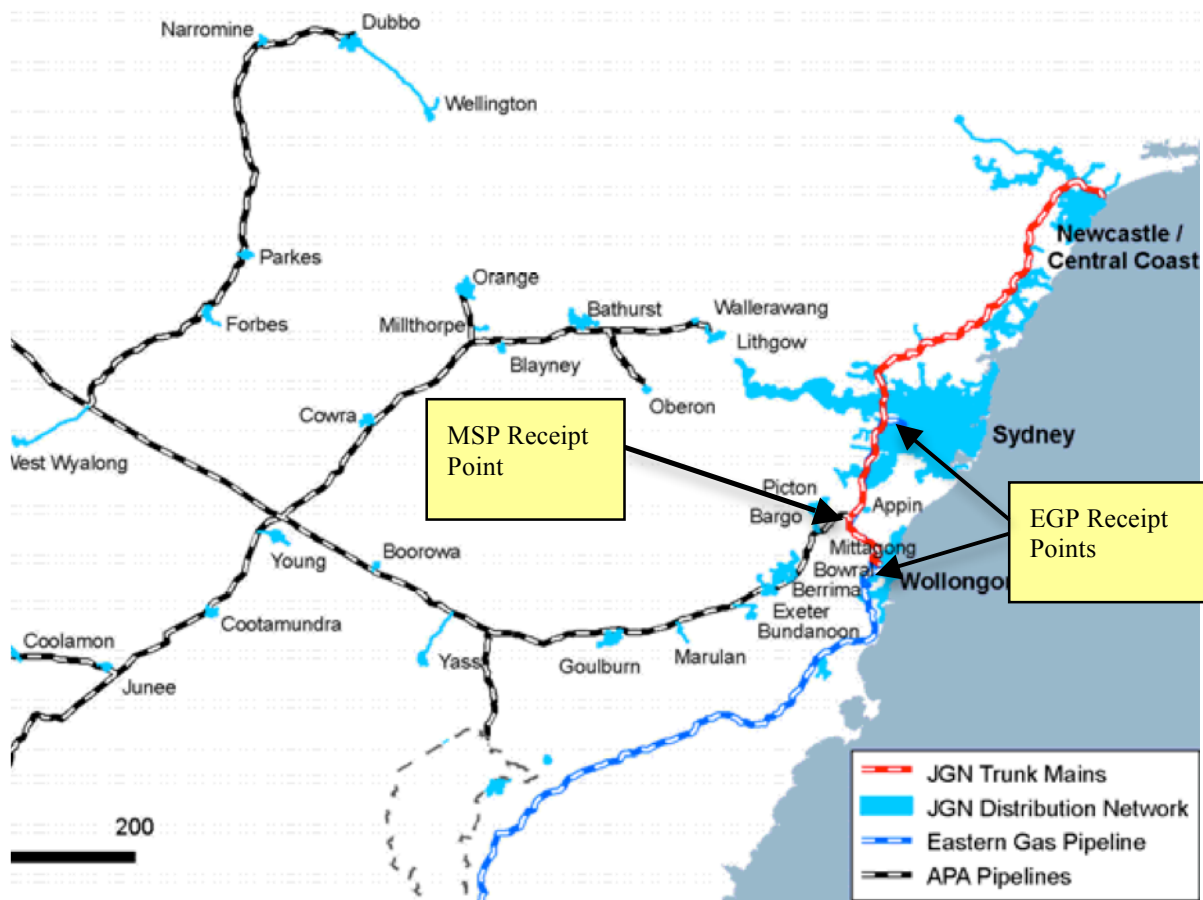 Narromine
Dubbo
Wellington
Parkes
Forbes
Orange
Millthorpe
Bathurst
Wallerawang
Lithgow
Blayney
Oberon
Cowra
Newcastle /
Central Coast
MSP Receipt
Point
Sydney
West Wyalong
Picton
Bargo
Appin
EGP Receipt
Points
Mittagong
Bowral
Wollongon
Berrima
Exeter
Bundanoon
Young
Boorowa
Cootamundra
Coolamon
Junee
Yass
Goulburn
Marulan
200
JGN Trunk Mains
JGN Distribution Network
Eastern Gas Pipeline
APA Pipelines